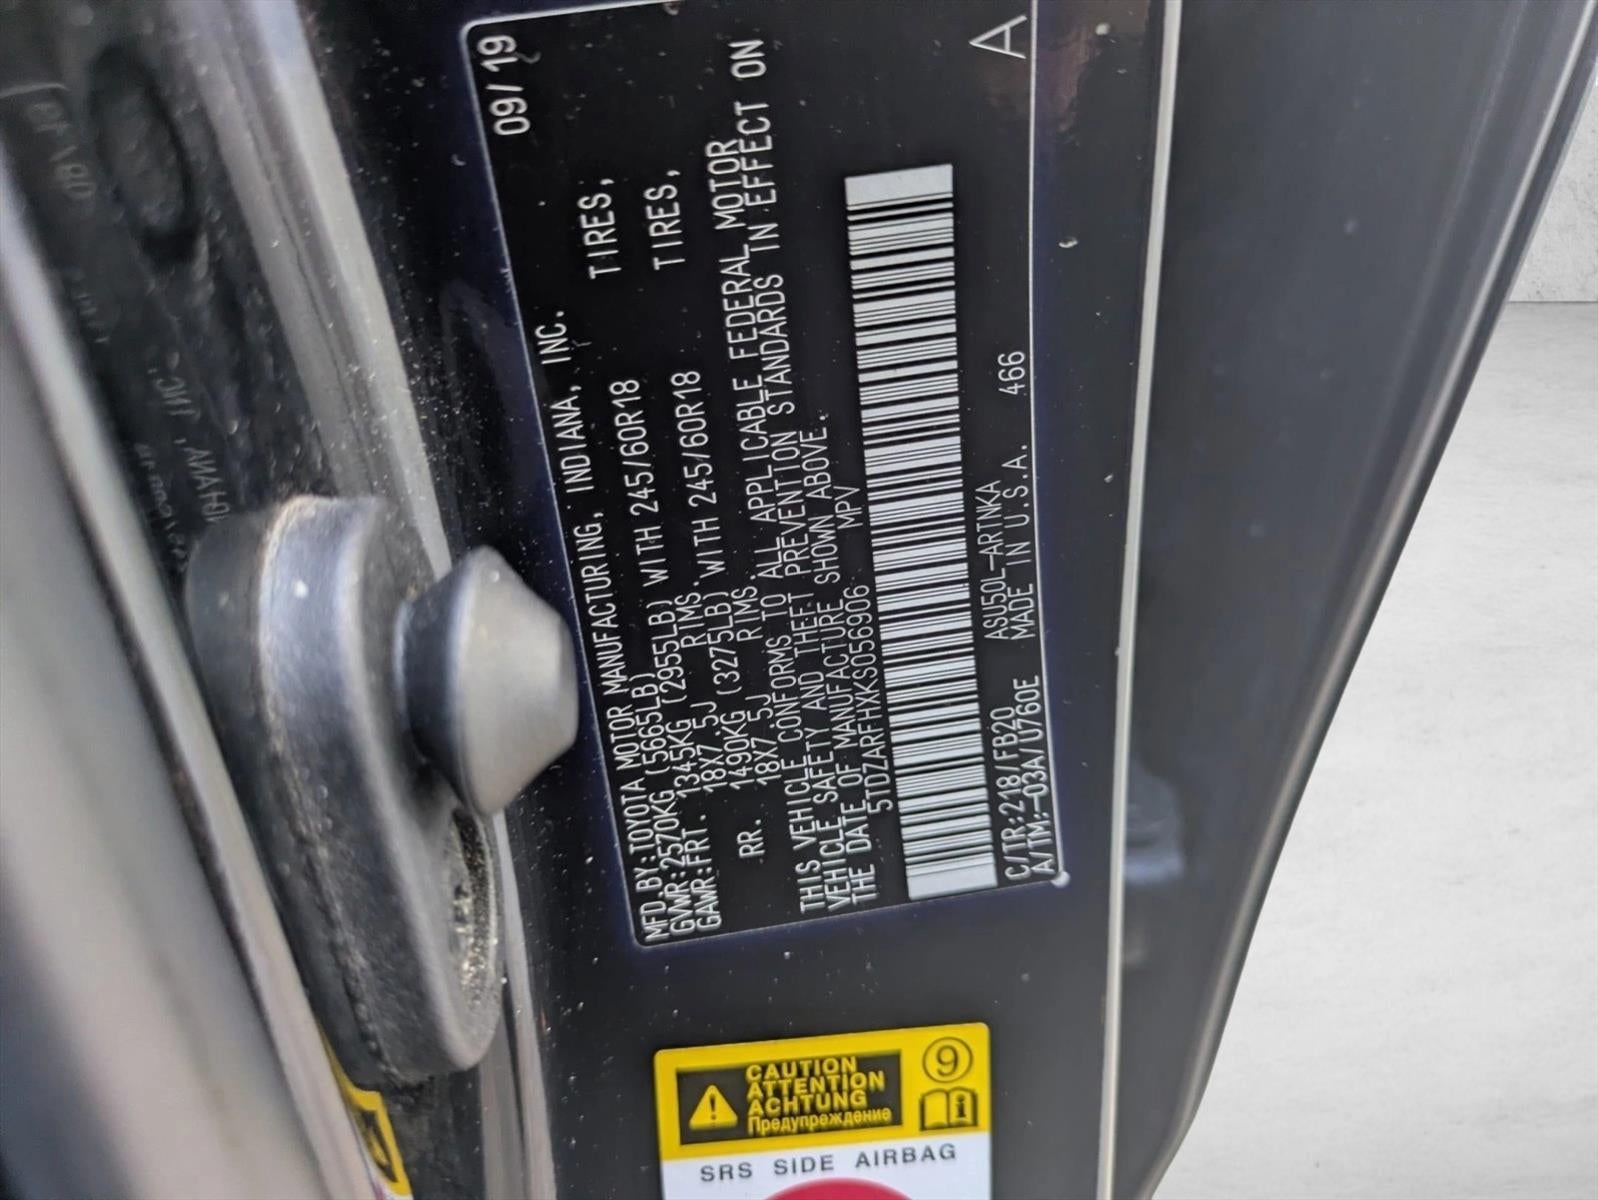 09/19
MFD.BY:TOYOTA MOTOR MANUFACTURING, INDIANA, INC.
GVWR:2570KG (5665LB)
GAWR:FRT. 1345KG (2955LB) WITH 245/60R18 TIRES,
18X7.5J RIMS.
RR. 1490KG (3275LB) WITH 245/60R18 TIRES,
18X7.5J RIMS.
THIS VEHICLE CONFORMS TO ALL APPLICABLE FEDERAL MOTOR
VEHICLE SAFETY AND THEFT PREVENTION STANDARDS IN EFFECT ON
THE DATE OF MANUFACTURE SHOWN ABOVE.
5TDZARFHXKS056906 MPV
C/TR:218/FB20 ASU50L-ARTNKA
A/TM:-03A/U760E MADE IN U.S.A. 466 A
CAUTION
ATTENTION
ACHTUNG
Предупреждение
9
i
SRS SIDE AIRBAG